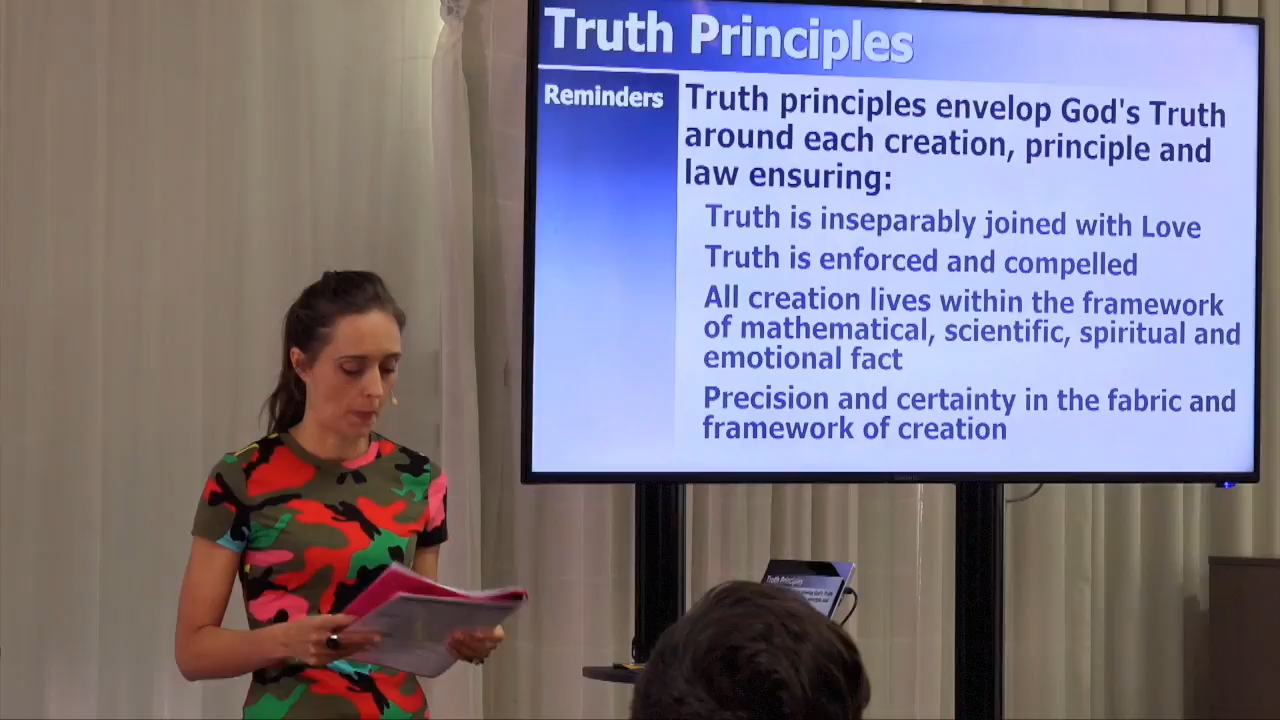 Truth Principles
Reminders
Truth principles envelop God's Truth
around each creation, principle and
law ensuring:
Truth is inseparably joined with Love
Truth is enforced and compelled
All creation lives within the framework
of mathematical, scientific, spiritual and
emotional fact
Precision and certainty in the fabric and
framework of creation
Truth Principles